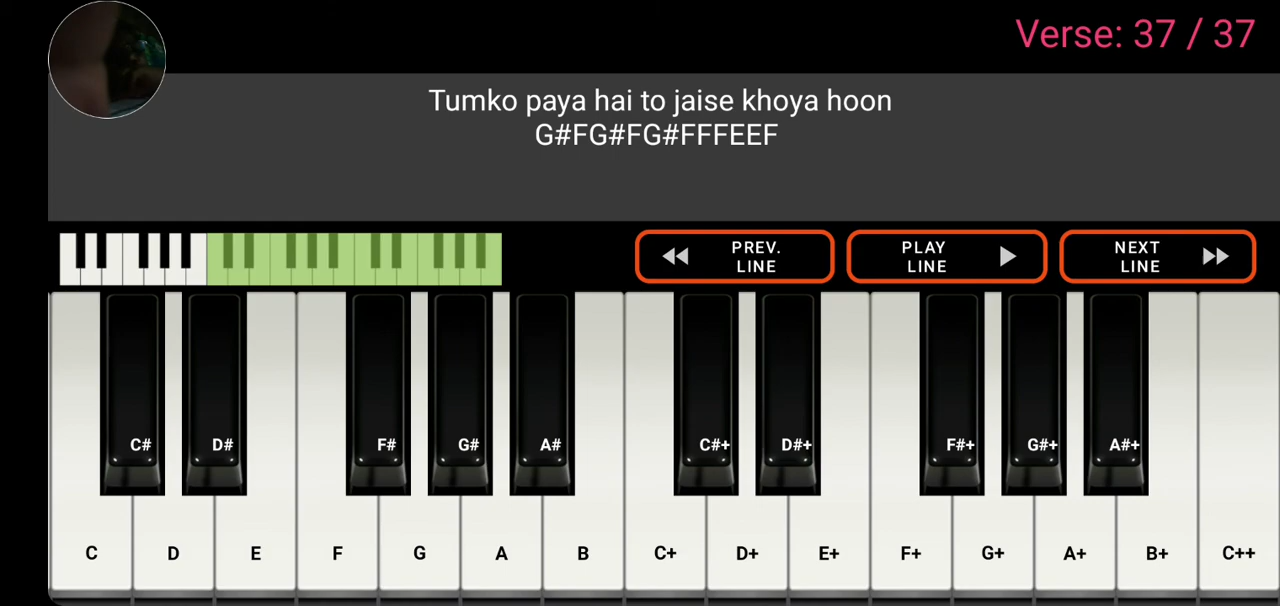 Verse: 37 / 37
Tumko paya hai to jaise khoya hoon
G#FG#FG#FFFEEF
PREV.
LINE
PLAY
LINE
NEXT
LINE
C# D# F# G# A# C#+ D#+ F#+ G#+ A#+
C D E F G A B C+ D+ E+ F+ G+ A+ B+ C++